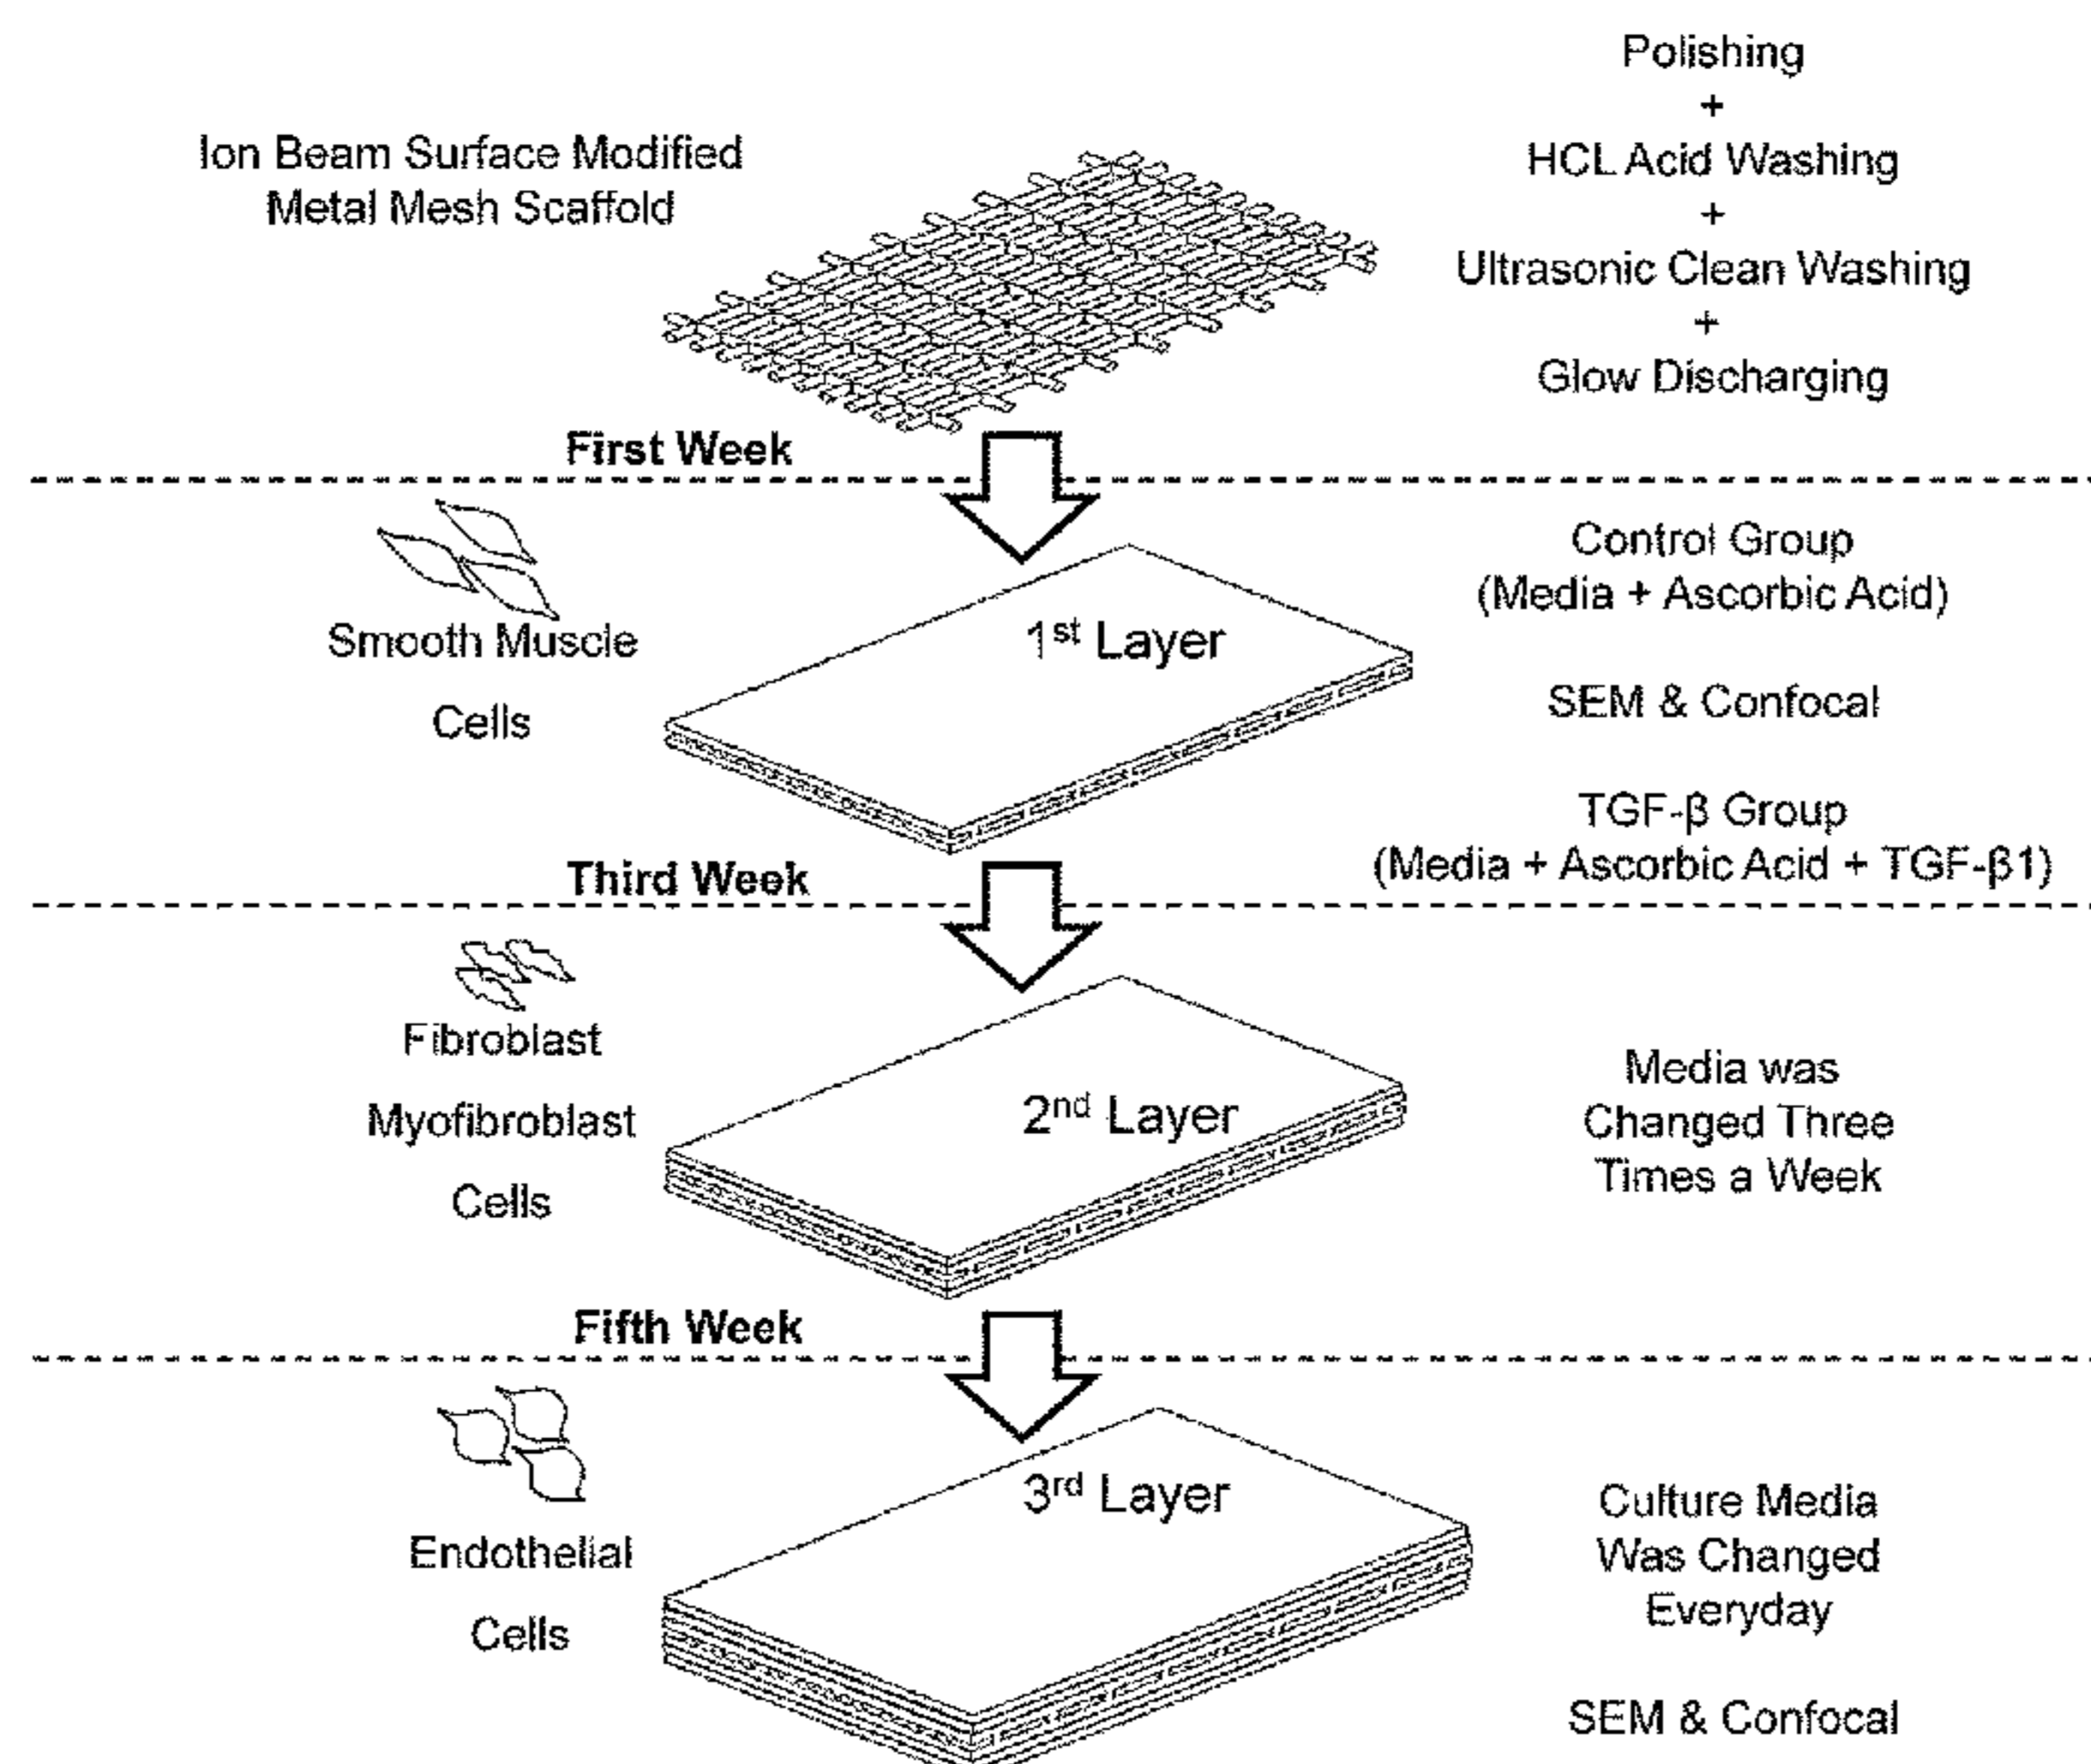 Ion Beam Surface Modified
Metal Mesh Scaffold
Polishing
+
HCL Acid Washing
+
Ultrasonic Clean Washing
+
Glow Discharging
First Week
Smooth Muscle
Cells
1st Layer
Control Group
(Media + Ascorbic Acid)
SEM & Confocal
TGF-β Group
(Media + Ascorbic Acid + TGF-β1)
Third Week
Fibroblast
Myofibroblast
Cells
2nd Layer
Media was
Changed Three
Times a Week
Fifth Week
Endothelial
Cells
3rd Layer
Culture Media
Was Changed
Everyday
SEM & Confocal